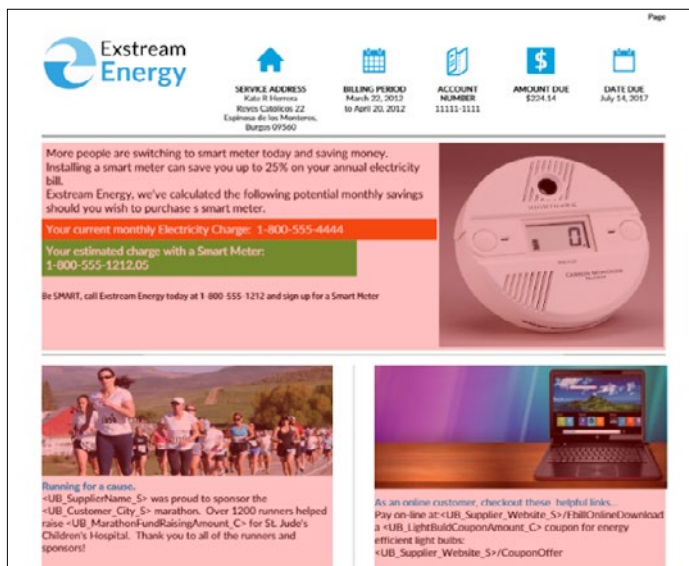 Page
Exstream
Energy
SERVICE ADDRESS
Kate R Herrera
Reyes Catolicos 22
Espinosa de los Monteros,
Burgos 09560
BILLING PERIOD
March 22, 2012
to April 20, 2012
ACCOUNT
NUMBER
11111-1111
AMOUNT DUE
$224.14
DATE DUE
July 14, 2017
More people are switching to smart meter today and saving money.
Installing a smart meter can save you up to 25% on your annual electricity
bill.
Exstream Energy, we've calculated the following potential monthly savings
should you wish to purchase s smart meter.
Your current monthly Electricity Charge: 1-800-555-4444
Your estimated charge with a Smart Meter:
1-800-555-1212.05
Be SMART, call Exstream Energy today at 1-800-555-1212 and sign up for a Smart Meter
CARBON MONOXIDE
Running for a cause.
<UB_SupplierName_S> was proud to sponsor the
<UB_Customer_City_S> marathon. Over 1200 runners helped
raise <UB_MarathonFundRaisingAmount_C> for St. Jude's
Children's Hospital. Thank you to all of the runners and
sponsors!
As an online customer, checkout these helpful links...
Pay on-line at:<UB_Supplier_Website_S>/EbillOnlineDownload
a <UB_LightBuldCouponAmount_C> coupon for energy
efficient light bulbs:
<UB_Supplier_Website_S>/CouponOffer